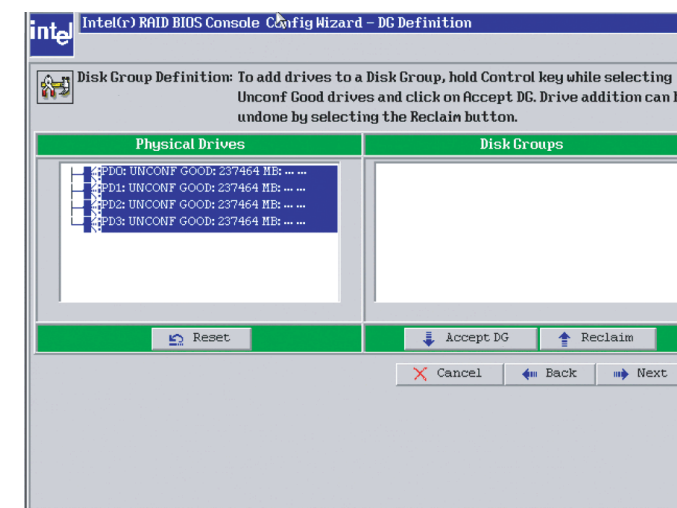 intel
Intel(r) RAID BIOS Console Config Wizard – DG Definition
Disk Group Definition: To add drives to a Disk Group, hold Control key while selecting
Unconf Good drives and click on Accept DG. Drive addition can
undone by selecting the Reclaim button.
Physical Drives
Disk Groups
PD0: UNCONF GOOD: 237464 MB: --- ---
PD1: UNCONF GOOD: 237464 MB: --- ---
PD2: UNCONF GOOD: 237464 MB: --- ---
PD3: UNCONF GOOD: 237464 MB: --- ---
Reset
Accept DG
Reclaim
Cancel
Back
Next